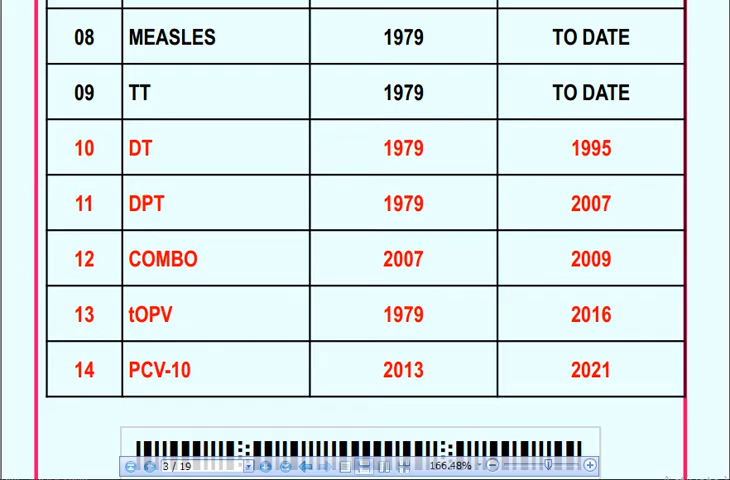 08 MEASLES 1979 TO DATE
09 TT 1979 TO DATE
10 DT 1979 1995
11 DPT 1979 2007
12 COMBO 2007 2009
13 tOPV 1979 2016
14 PCV-10 2013 2021
3 / 19 166.48%